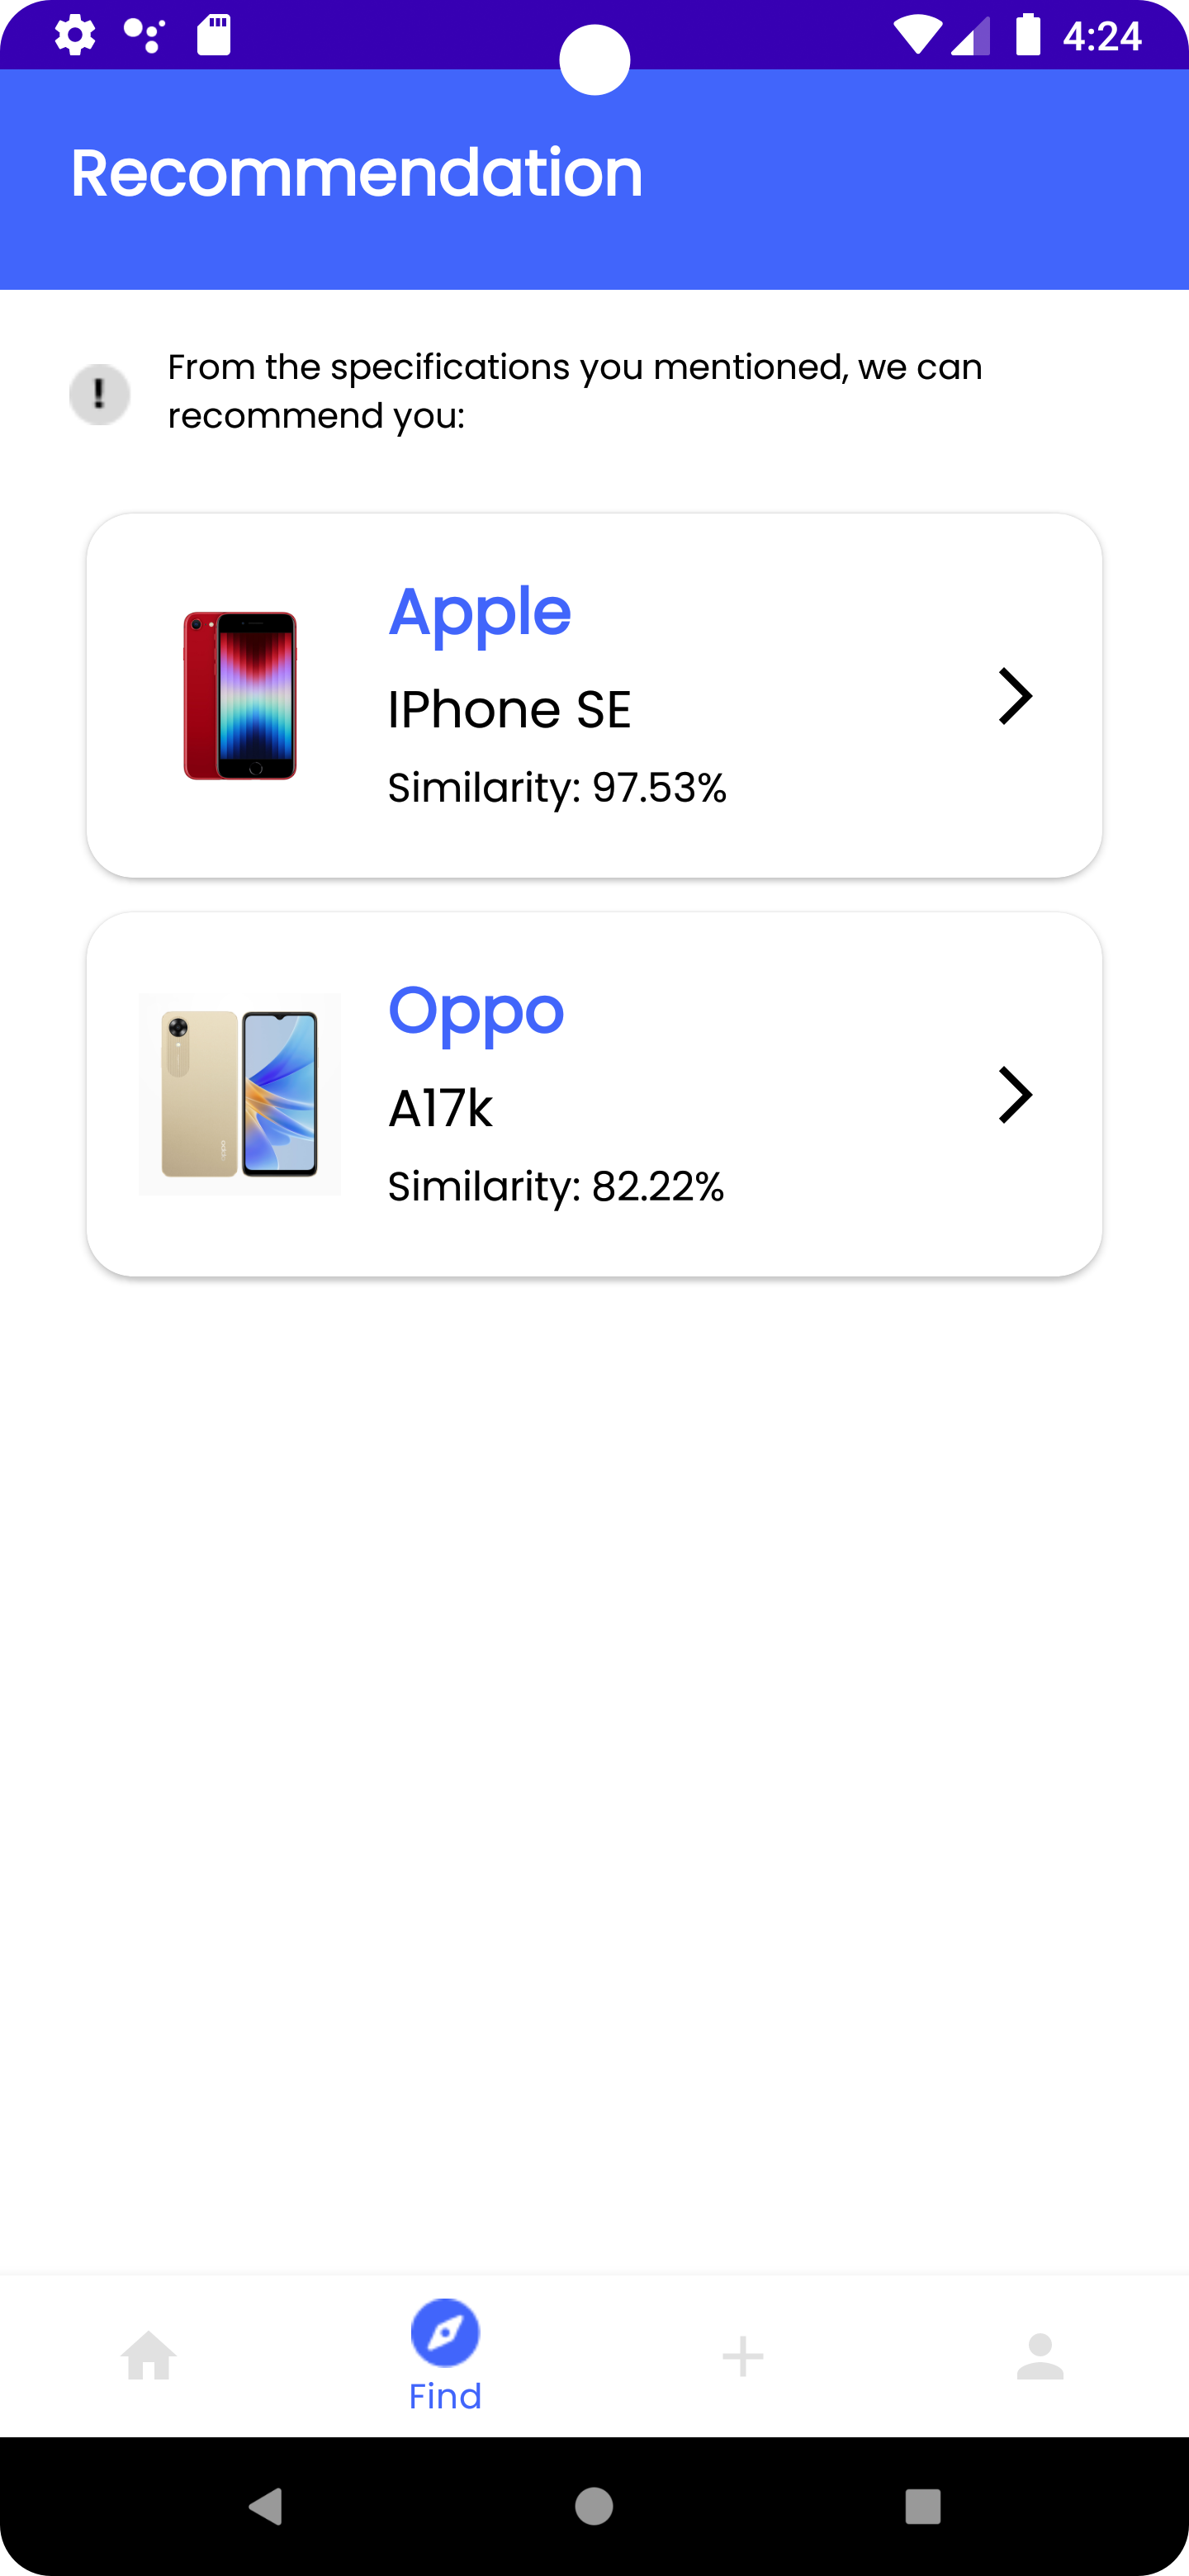 4:24
Recommendation
From the specifications you mentioned, we can
recommend you:
Apple
IPhone SE
Similarity: 97.53%
Oppo
A17k
Similarity: 82.22%
Find